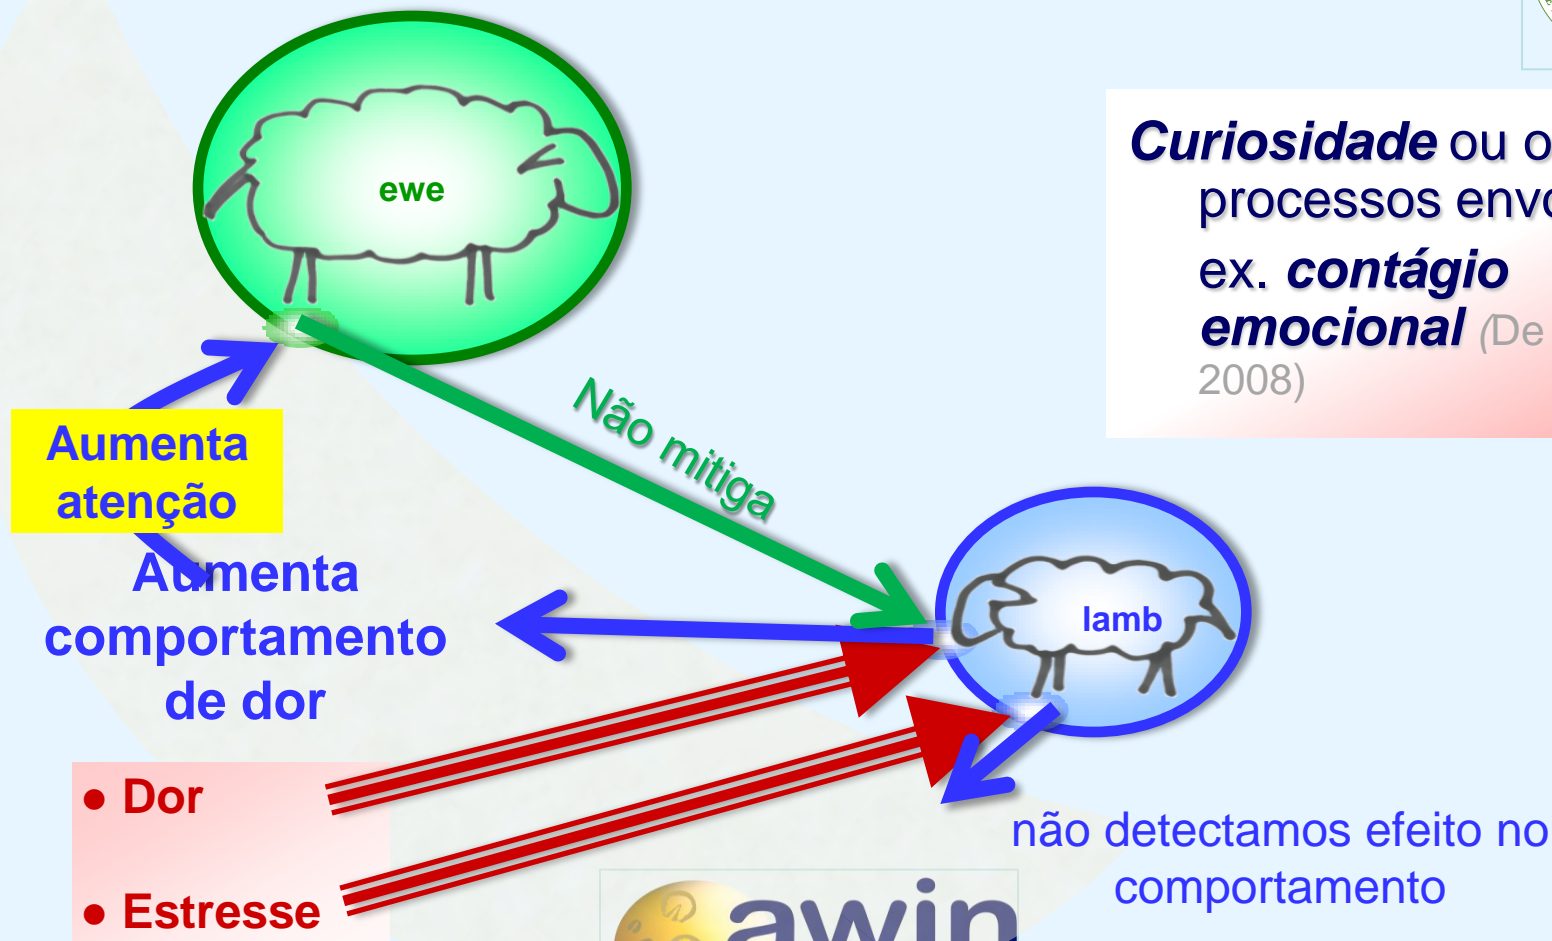 ewe
Curiosidade ou
processos
ex. contágio
emocional (De
2008)
Não mitiga
Aumenta
atenção
Aumenta
comportamento
de dor
lamb
• Dor
• Estresse
não detectamos efeito no
comportamento
awin